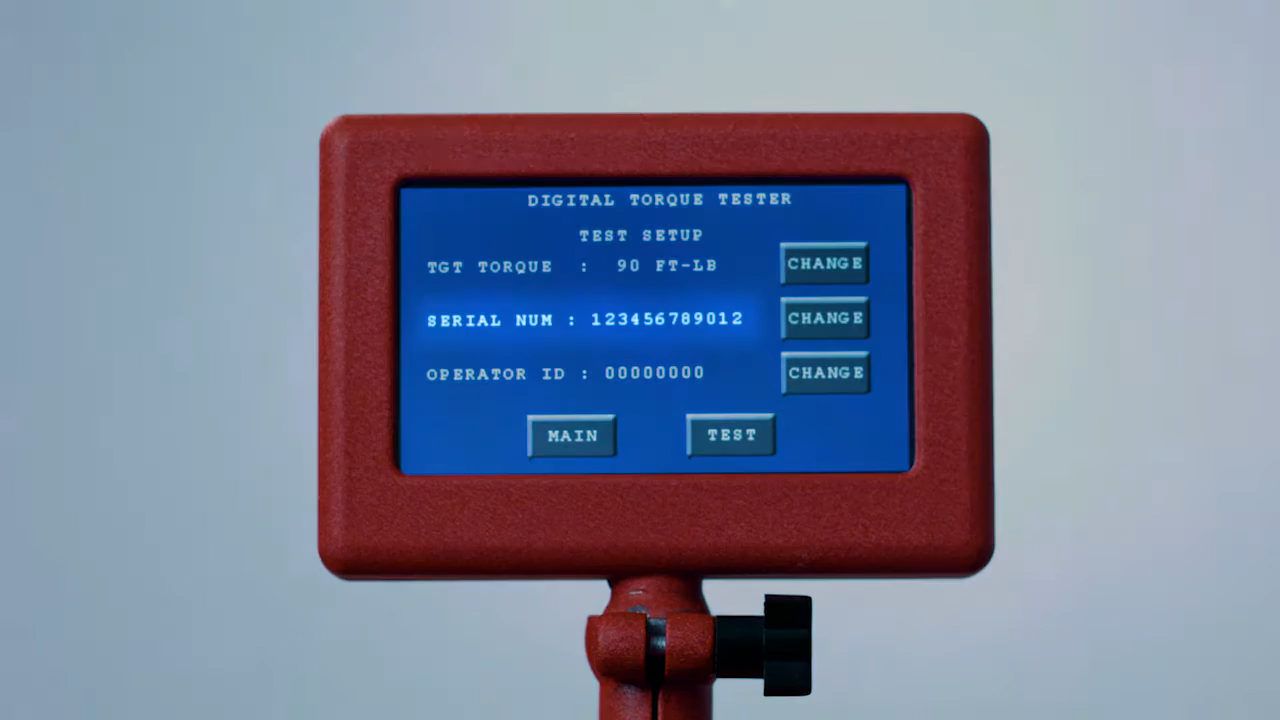 DIGITAL TORQUE TESTER
TEST SETUP
TGT TORQUE : 90 FT-LB CHANGE
SERIAL NUM : 123456789012 CHANGE
OPERATOR ID : 00000000 CHANGE
MAIN TEST